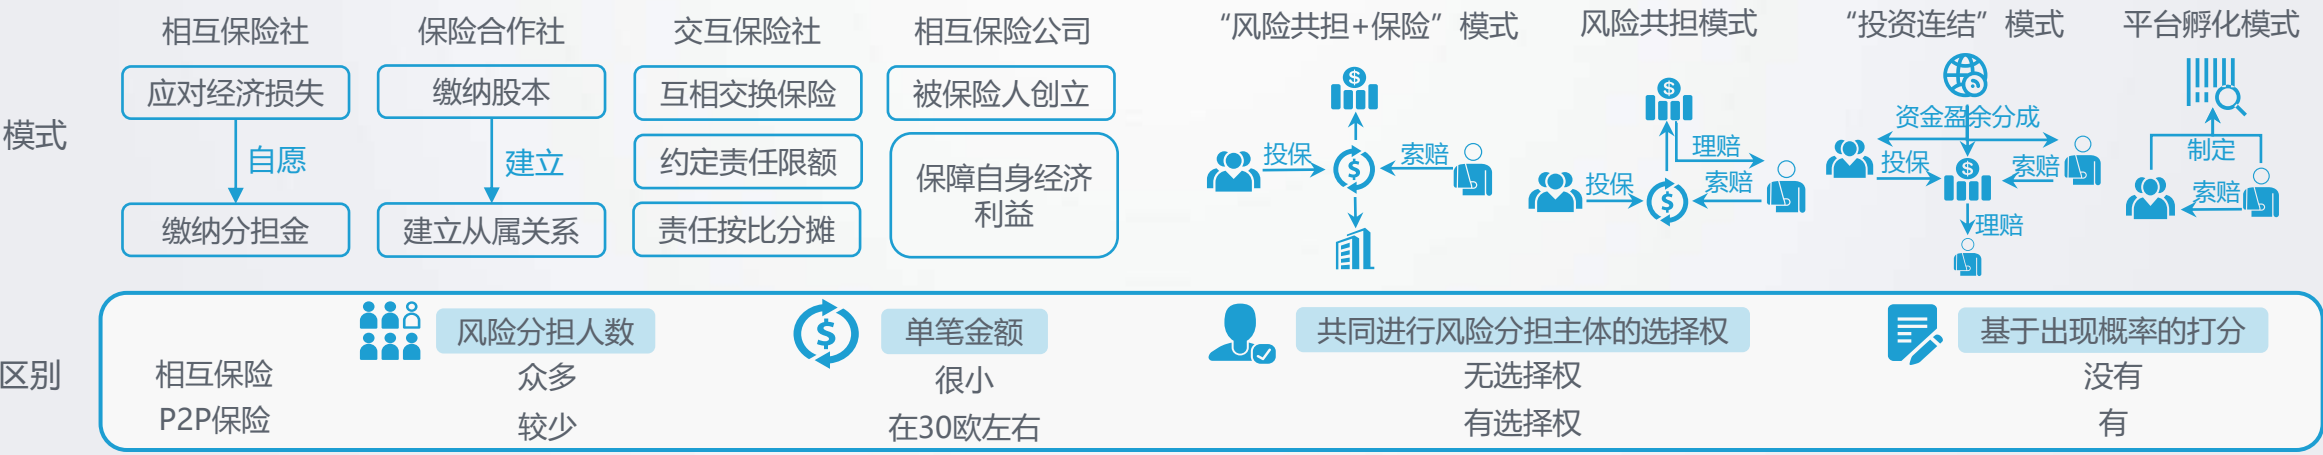 相互保险社
保险合作社
交互保险社
相互保险公司
“风险共担+保险”模式
风险共担模式
“投资连结”模式
平台孵化模式
模式
应对经济损失
自愿
缴纳分担金
缴纳股本
建立
建立从属关系
互相交换保险
约定责任限额
责任按比分摊
被保险人创立
保障自身经济
利益
投保
索赔
投保
理赔
索赔
资金盈余分成
投保
索赔
理赔
制定
索赔
区别
风险分担人数
单笔金额
共同进行风险分担主体的选择权
基于出现概率的打分
相互保险
众多
很小
无选择权
没有
P2P保险
较少
在30欧左右
有选择权
有